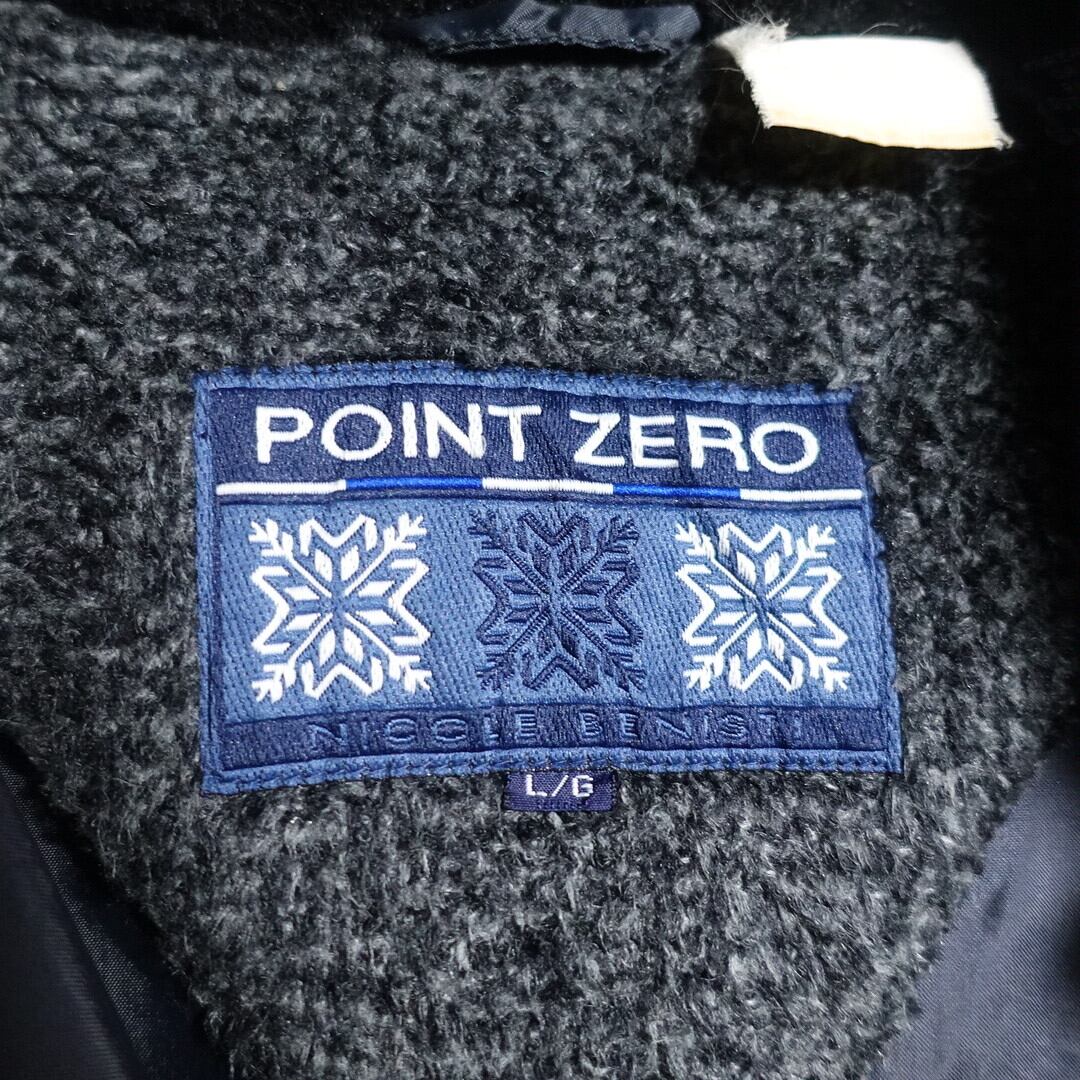 POINT ZERO
NICOLE BENISTI
L/G